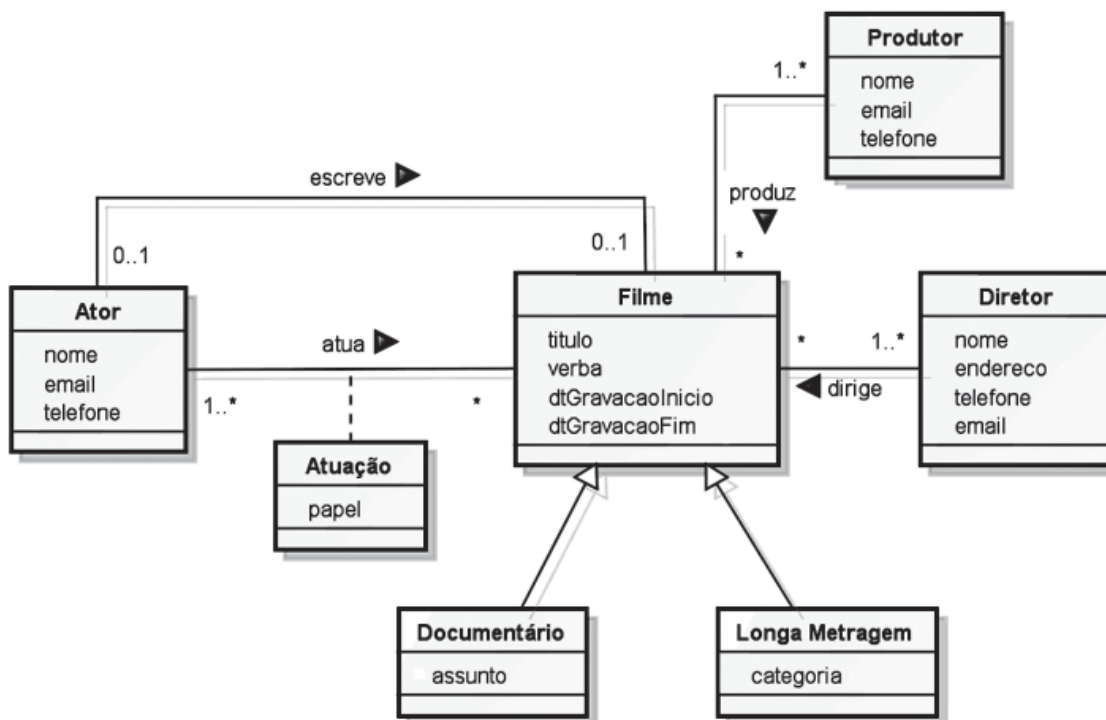 Produtor
nome
email
telefone
1..*
produz
*
escreve
0..1
0..1
Ator
nome
email
telefone
atua
1..*
*
Atuação
papel
Filme
titulo
verba
dtGravacaoInicio
dtGravacaoFim
*
1..*
dirige
Diretor
nome
endereco
telefone
email
Documentário
assunto
Longa Metragem
categoria